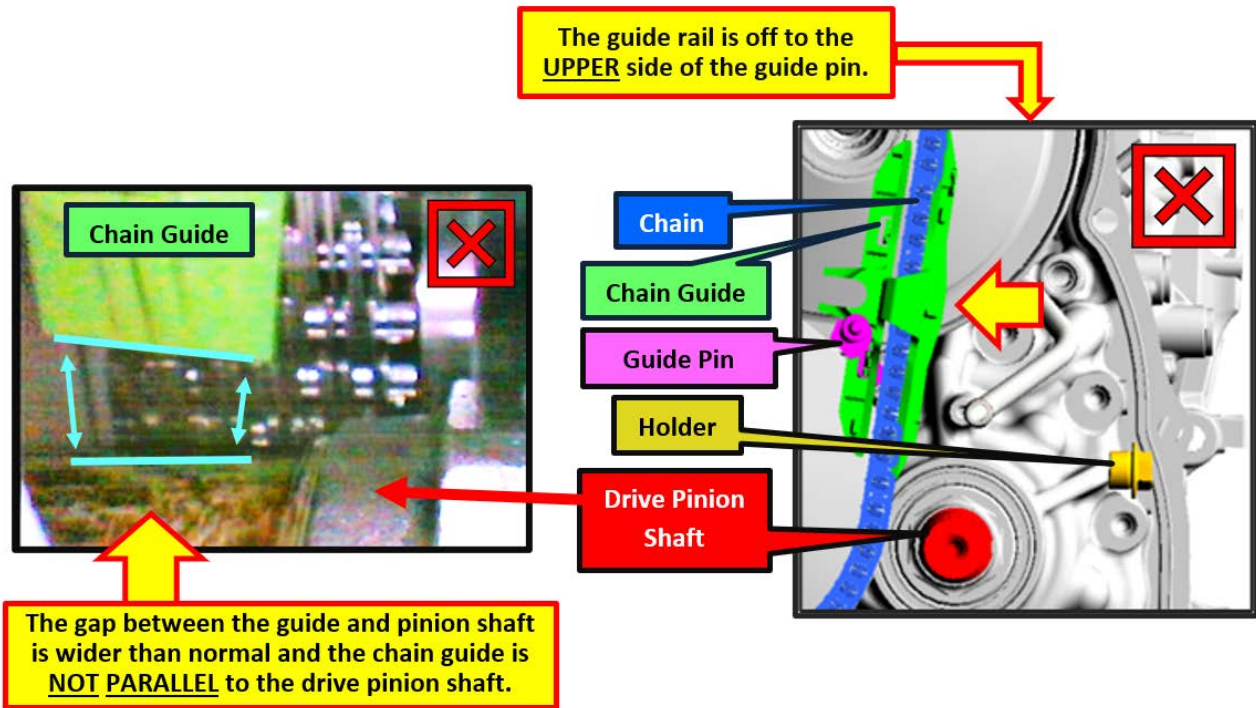 The guide rail is off to the
UPPER side of the guide pin.
Chain Guide
Chain
Chain Guide
Guide Pin
Holder
Drive Pinion
Shaft
The gap between the guide and pinion shaft
is wider than normal and the chain guide is
NOT PARALLEL to the drive pinion shaft.